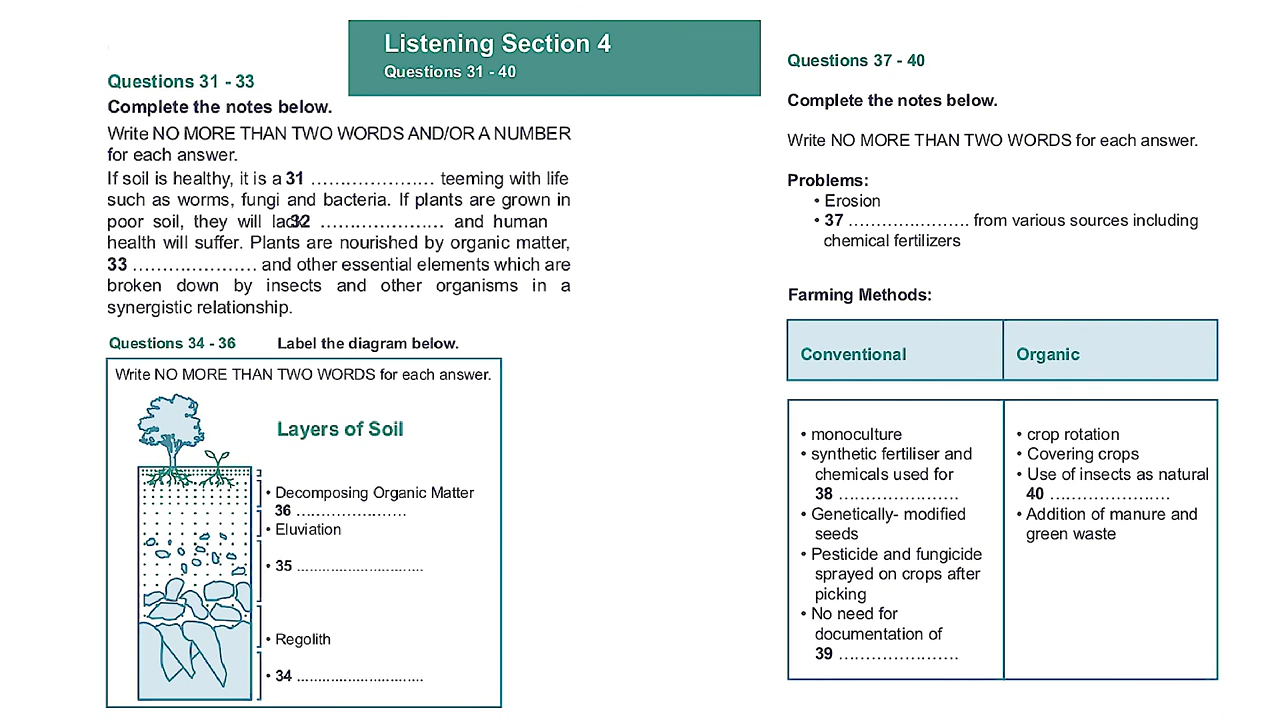 Listening Section 4
Questions 31 - 40
Questions 31 - 33
Complete the notes below.
Write NO MORE THAN TWO WORDS AND/OR A NUMBER
for each answer.
If soil is healthy, it is a 31 ………………… teeming with life
such as worms, fungi and bacteria. If plants are grown in
poor soil, they will lack 32 ………………… and human
health will suffer. Plants are nourished by organic matter,
33 ………………… and other essential elements which are
broken down by insects and other organisms in a
synergistic relationship.
Questions 34 - 36 Label the diagram below.
Write NO MORE THAN TWO WORDS for each answer.
Layers of Soil
• Decomposing Organic Matter
36 …………………
• Eluviation
• 35 ..............................
• Regolith
• 34 ..............................
Questions 37 - 40
Complete the notes below.
Write NO MORE THAN TWO WORDS for each answer.
Problems:
• Erosion
• 37 ………………… from various sources including
chemical fertilizers
Farming Methods:
Conventional
Organic
• monoculture
• synthetic fertiliser and
chemicals used for
38 …………………
• Genetically- modified
seeds
• Pesticide and fungicide
sprayed on crops after
picking
• No need for
documentation of
39 …………………
• crop rotation
• Covering crops
• Use of insects as natural
40 …………………
• Addition of manure and
green waste